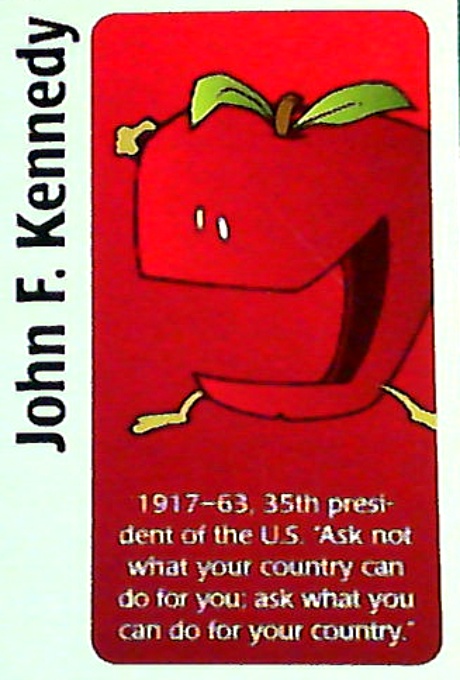 John F. Kennedy
1917–63, 35th presi-
dent of the U.S. "Ask not
what your country can
do for you; ask what you
can do for your country."